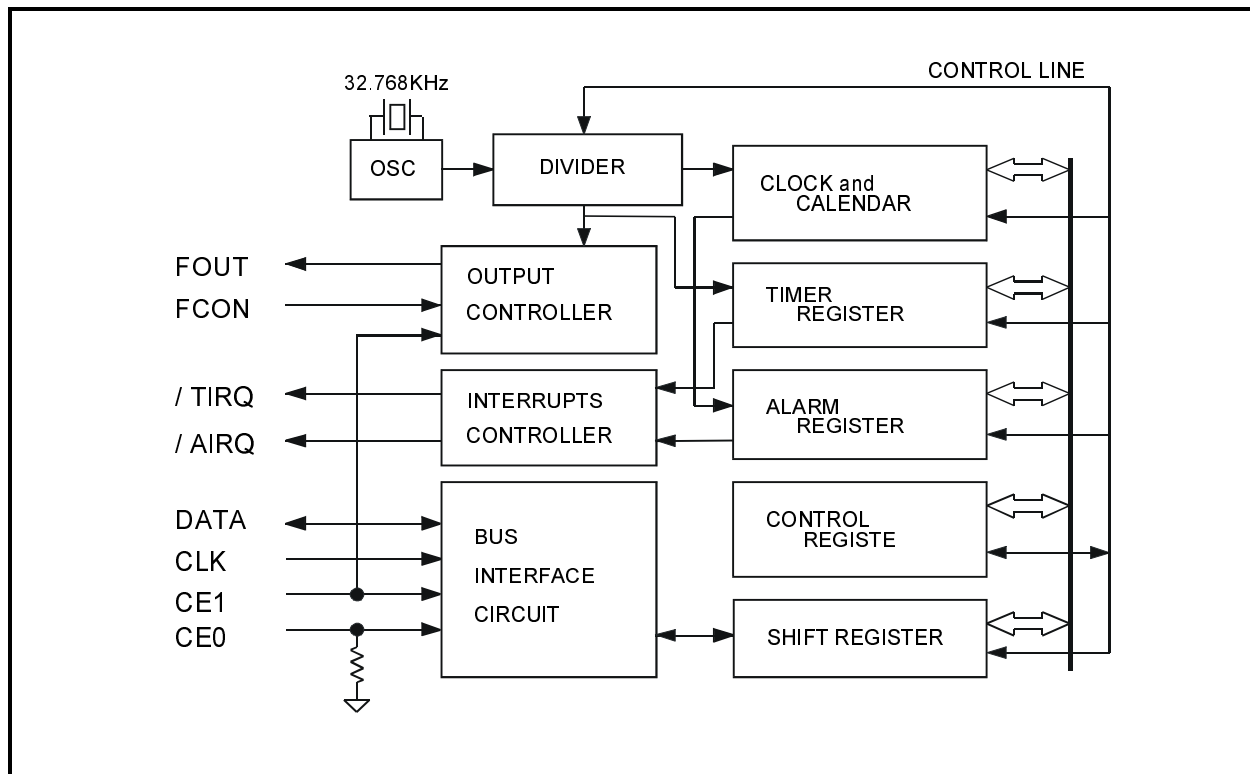 CONTROL LINE
32.768KHz
OSC
DIVIDER
CLOCK and
CALENDAR
FOUT
FCON
OUTPUT
CONTROLLER
TIMER
REGISTER
/ TIRQ
/ AIRQ
INTERRUPTS
CONTROLLER
ALARM
REGISTER
DATA
CLK
CE1
CE0
BUS
INTERFACE
CIRCUIT
CONTROL
REGISTE
SHIFT REGISTER